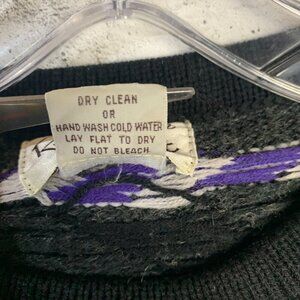 DRY CLEAN
OR
HAND WASH COLD WATER
LAY FLAT TO DRY
DO NOT BLEACH